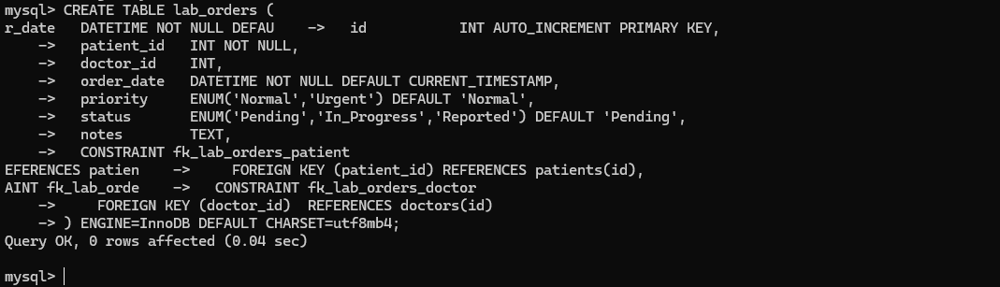 mysql> CREATE TABLE lab_orders (
r_date   DATETIME NOT NULL DEFAU    ->   id           INT AUTO_INCREMENT PRIMARY KEY,
    ->   patient_id   INT NOT NULL,
    ->   doctor_id    INT,
    ->   order_date   DATETIME NOT NULL DEFAULT CURRENT_TIMESTAMP,
    ->   priority     ENUM('Normal','Urgent') DEFAULT 'Normal',
    ->   status       ENUM('Pending','In_Progress','Reported') DEFAULT 'Pending',
    ->   notes        TEXT,
    ->   CONSTRAINT fk_lab_orders_patient
EFERENCES patien    ->     FOREIGN KEY (patient_id) REFERENCES patients(id),
AINT fk_lab_orde    ->   CONSTRAINT fk_lab_orders_doctor
    ->     FOREIGN KEY (doctor_id)  REFERENCES doctors(id)
    -> ) ENGINE=InnoDB DEFAULT CHARSET=utf8mb4;
Query OK, 0 rows affected (0.04 sec)

mysql>